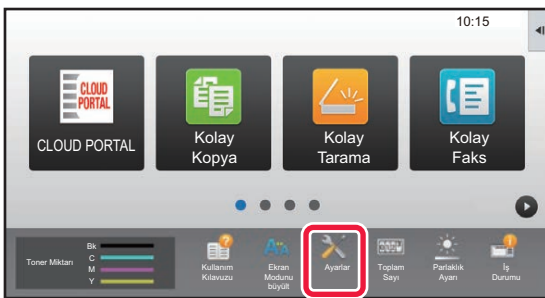 10:15
CLOUD
PORTAL
CLOUD PORTAL
Kolay
Kopya
Kolay
Tarama
Kolay
Faks
Toner Miktarı
Bk
C
M
Y
Kullanım
Kılavuzu
Ekran
Modunu
büyült
Ayarlar
Toplam
Sayı
Parlaklık
Ayarı
İş
Durumu